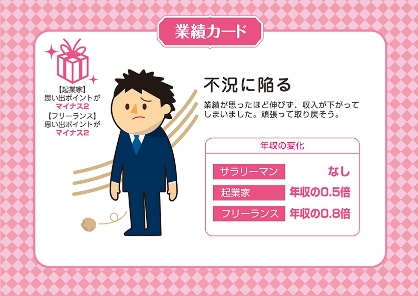 業績カード
【起業家】
思い出ポイントが
マイナス2
【フリーランス】
思い出ポイントが
マイナス2
不況に陥る
業績が思ったほど伸びず、収入が下がって
しまいました。頑張って取り戻そう。
年収の変化
サラリーマン なし
起業家 年収の0.5倍
フリーランス 年収の0.8倍